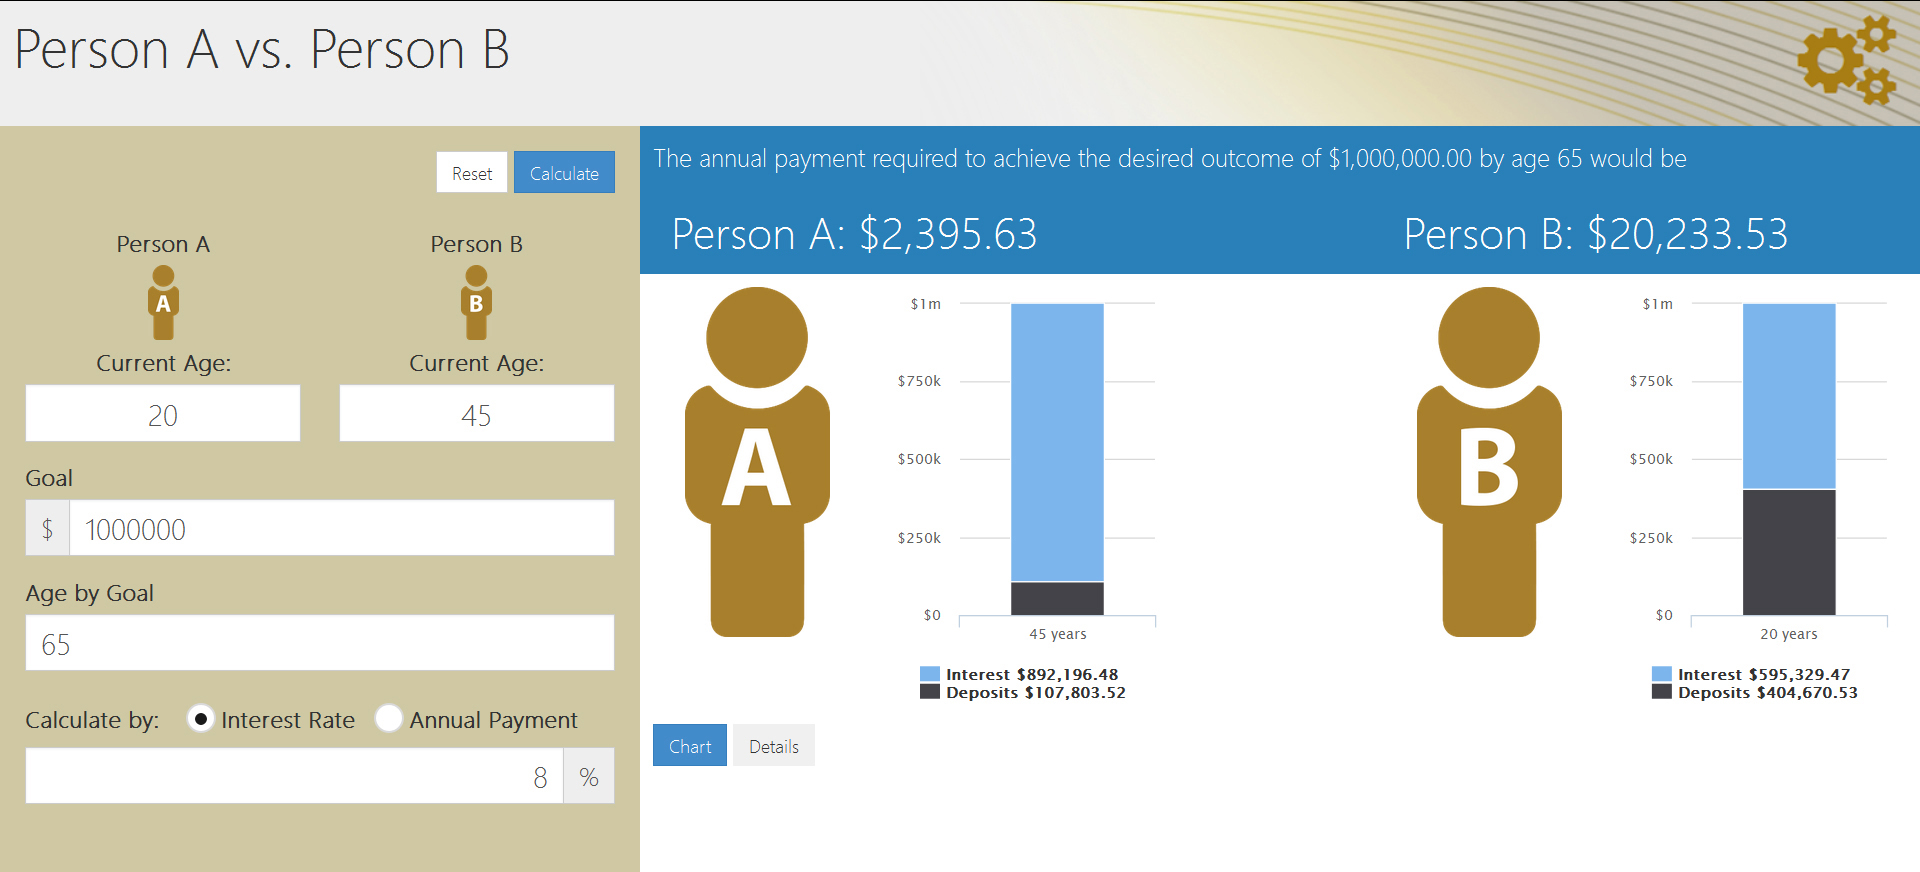 Person A vs. Person B
Reset
Calculate
Person A
Person B
A
B
Current Age:
Current Age:
20
45
Goal
$
1000000
Age by Goal
65
Calculate by:
Interest Rate
Annual Payment
8
%
The annual payment required to achieve the desired outcome of $1,000,000.00 by age 65 would be
Person A: $2,395.63
Person B: $20,233.53
A
$1m
$750k
$500k
$250k
$0
45 years
Interest $892,196.48
Deposits $107,803.52
B
$1m
$750k
$500k
$250k
$0
20 years
Interest $595,329.47
Deposits $404,670.53
Chart
Details